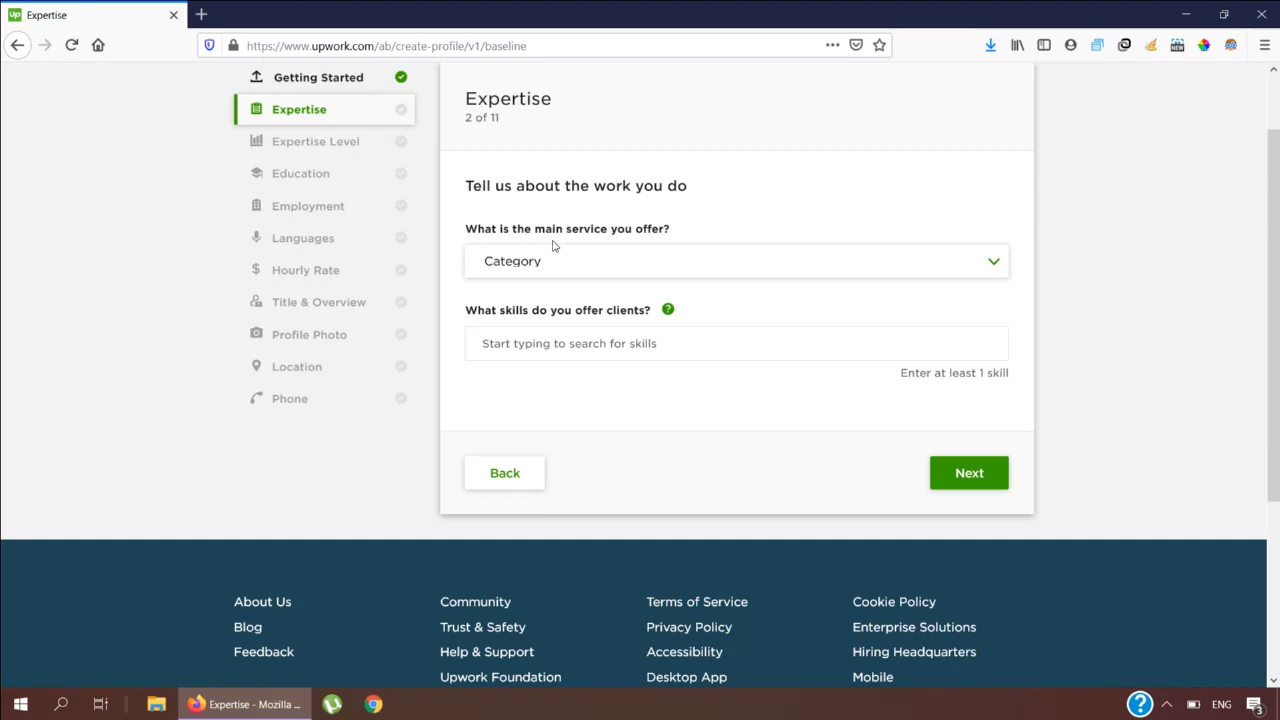 up Expertise
https://www.upwork.com/ab/create-profile/v1/baseline
Getting Started
Expertise
Expertise Level
Education
Employment
Languages
$ Hourly Rate
Title & Overview
Profile Photo
Location
Phone
Expertise
2 of 11
Tell us about the work you do
What is the main service you offer?
Category
What skills do you offer clients? ?
Start typing to search for skills
Enter at least 1 skill
Back
Next
About Us
Blog
Feedback
Community
Trust & Safety
Help & Support
Upwork Foundation
Terms of Service
Privacy Policy
Accessibility
Desktop App
Cookie Policy
Enterprise Solutions
Hiring Headquarters
Mobile
Expertise - Mozilla ...
?
ENG
3